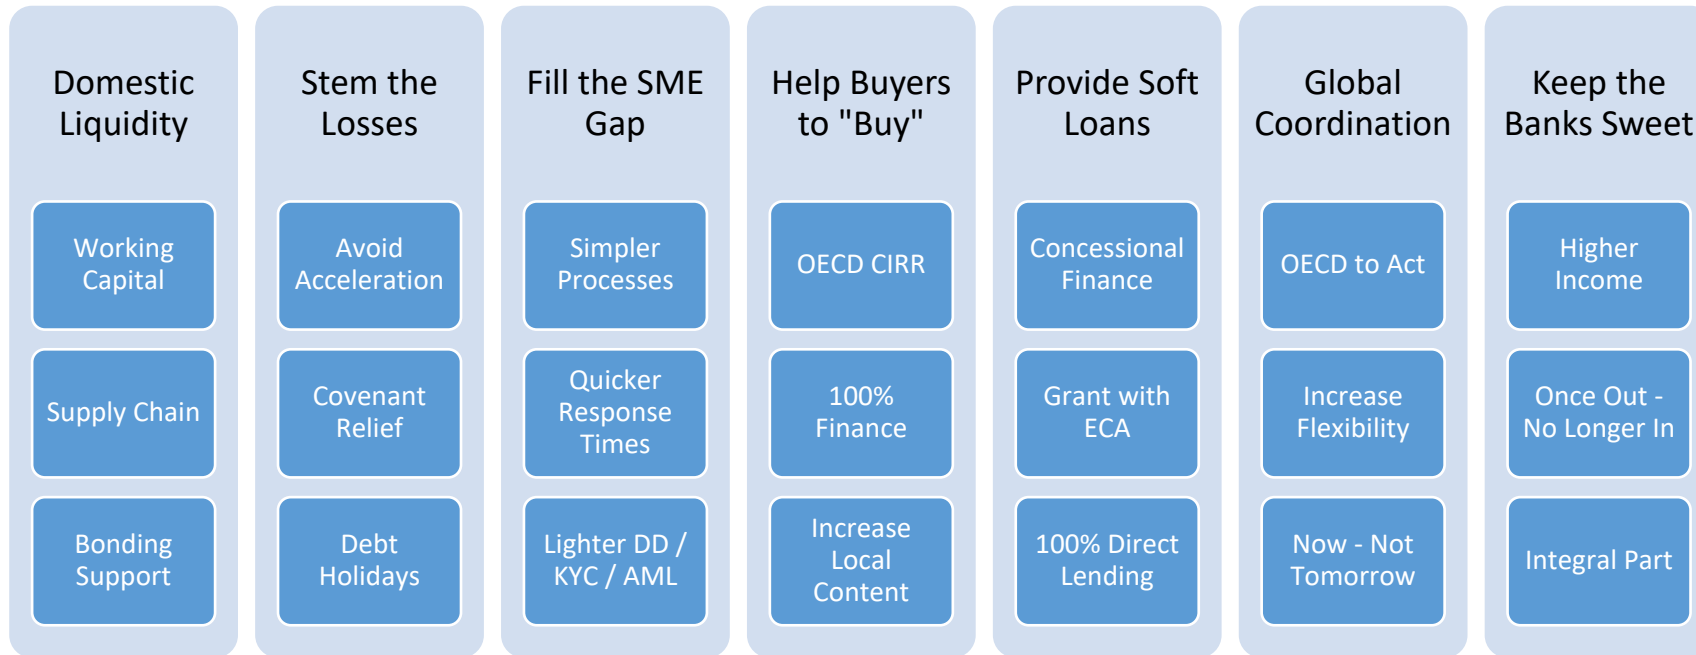 Domestic
Liquidity
Working
Capital
Supply Chain
Bonding
Support
Stem the
Losses
Avoid
Acceleration
Covenant
Relief
Debt
Holidays
Fill the SME
Gap
Simpler
Processes
Quicker
Response
Times
Lighter DD /
KYC / AML
Help Buyers
to "Buy"
OECD CIRR
100%
Finance
Increase
Local
Content
Provide Soft
Loans
Concessional
Finance
Grant with
ECA
100% Direct
Lending
Global
Coordination
OECD to Act
Increase
Flexibility
Now - Not
Tomorrow
Keep the
Banks Sweet
Higher
Income
Once Out -
No Longer In
Integral Part